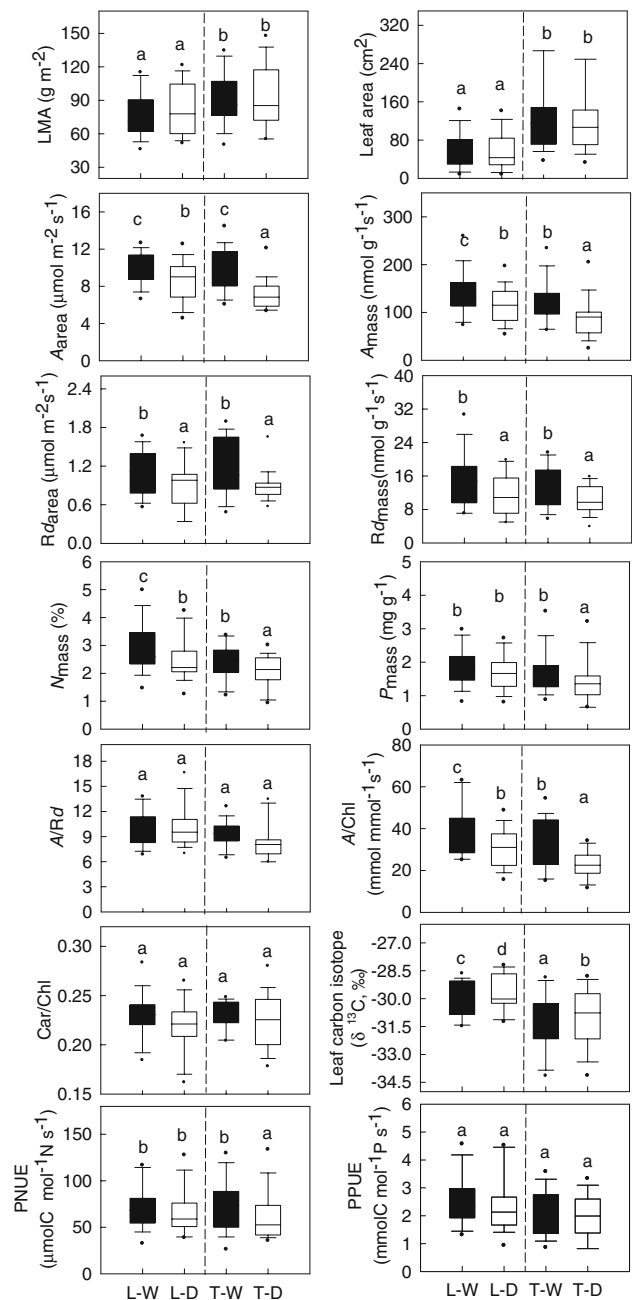 LMA (g m-2)
150
120
90
60
30
a a b b
Leaf area (cm2)
320
240
160
80
0
a a b b
Aarea (µmol m-2 s-1)
16
12
8
4
0
c b c a
Amass (nmol g-1s-1)
300
200
100
0
c b b a
Rdarea (µmol m-2s-1)
2.4
1.8
1.2
0.6
0.0
b a b a
Rdmass(nmol g-1s-1)
40
28
16
4
b a b a
Nmass (%)
6
5
4
3
2
1
0
c b b a
Pmass (mg g-1)
5
4
3
2
1
0
b b b a
A/Rd
21
18
15
12
9
6
3
0
a a a a
A/Chl
(mmol mmol-1s-1)
80
60
40
20
0
c b b a
Car/Chl
0.30
0.25
0.20
0.15
a a a a
Leaf carbon isotope
(δ 13C, ‰)
-27.0
-28.5
-30.0
-31.5
-33.0
-34.5
c d a b
PNUE
(µmolC mol-1N s-1)
150
100
50
0
b a b a
L-W L-D T-W T-D
PPUE
(mmolC mol-1P s-1)
6
5
4
3
2
1
0
a a a a
L-W L-D T-W T-D